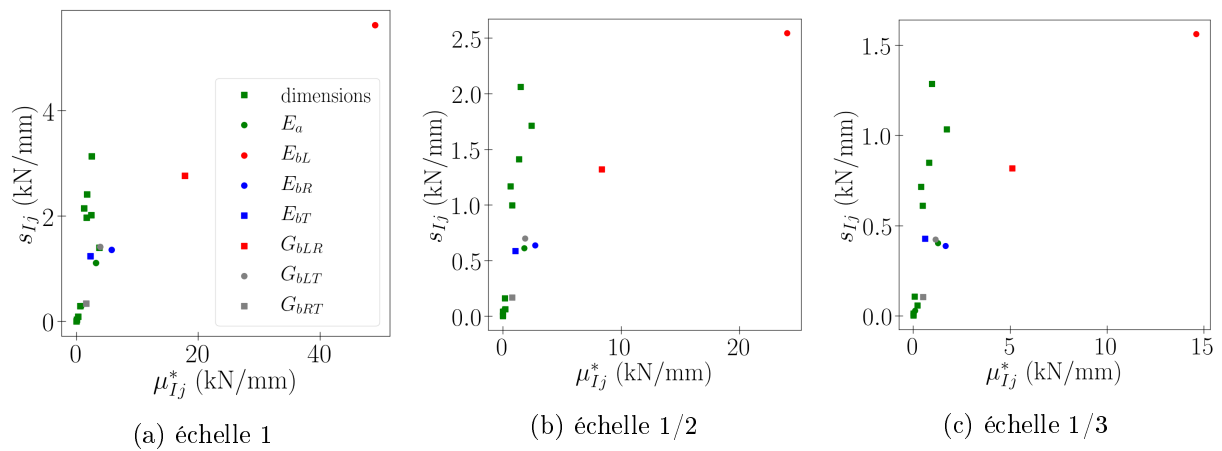 s_{Ij} (kN/mm)
4
2
0
0 20 40
μ*_{Ij} (kN/mm)
dimensions
E_a
E_{bL}
E_{bR}
E_{bT}
G_{bLR}
G_{bLT}
G_{bRT}
(a) échelle 1
s_{Ij} (kN/mm)
2.5
2.0
1.5
1.0
0.5
0.0
0 10 20
μ*_{Ij} (kN/mm)
(b) échelle 1/2
s_{Ij} (kN/mm)
1.5
1.0
0.5
0.0
0 5 10 15
μ*_{Ij} (kN/mm)
(c) échelle 1/3